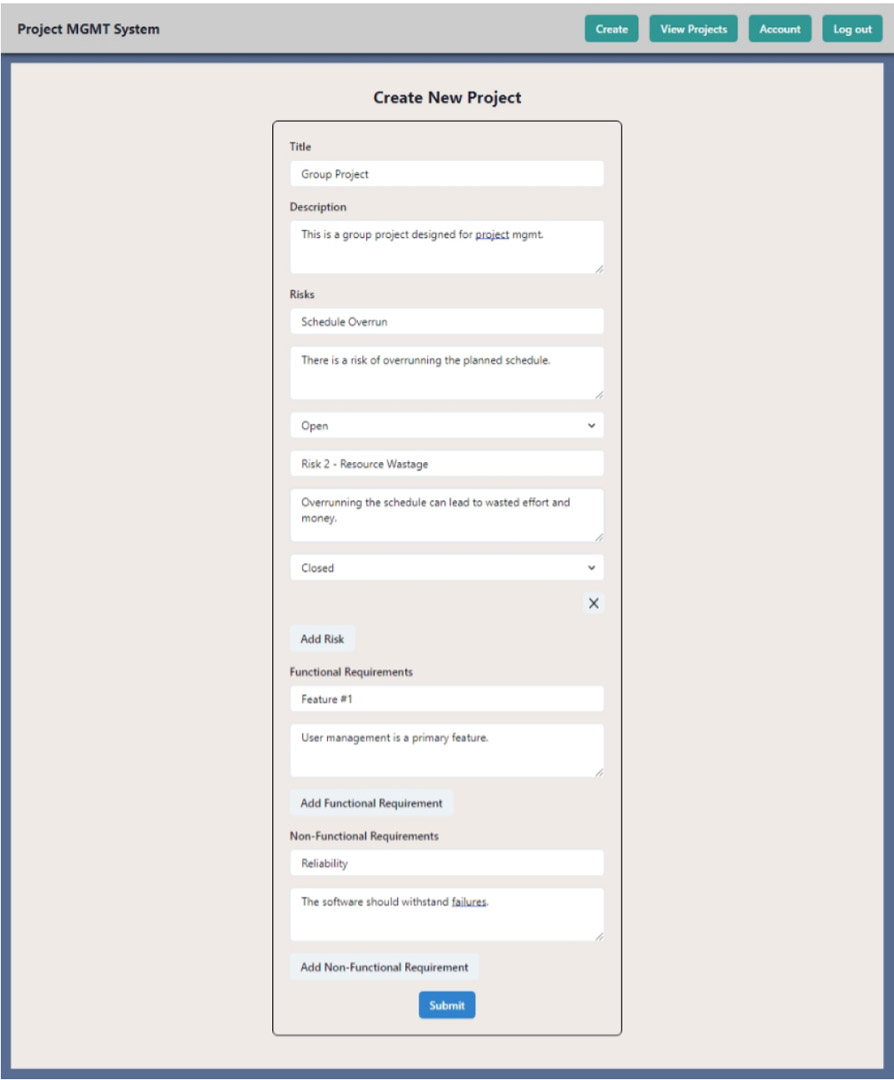 Project MGMT System
Create
View Projects
Account
Log out
Create New Project
Title
Group Project
Description
This is a group project designed for project mgmt.
Risks
Schedule Overrun
There is a risk of overrunning the planned schedule.
Open
Risk 2 - Resource Wastage
Overrunning the schedule can lead to wasted effort and
money.
Closed
X
Add Risk
Functional Requirements
Feature #1
User management is a primary feature.
Add Functional Requirement
Non-Functional Requirements
Reliability
The software should withstand failures.
Add Non-Functional Requirement
Submit